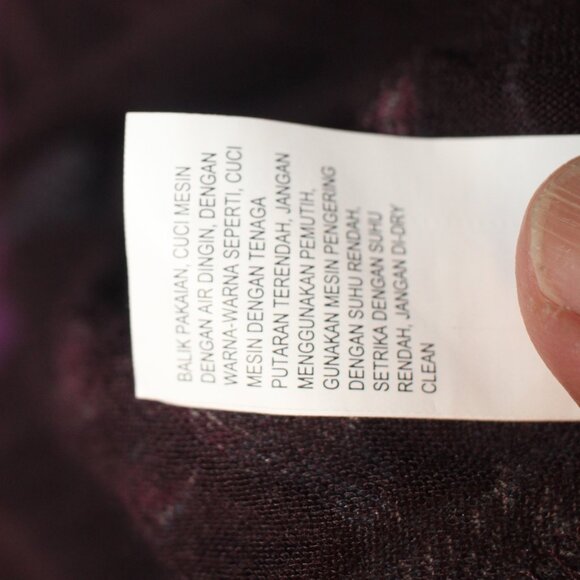 BALIK PAKAIAN, CUCI MESIN
DENGAN AIR DINGIN, DENGAN
WARNA-WARNA SEPERTI, CUCI
MESIN DENGAN TENAGA
PUTARAN TERENDAH, JANGAN
MENGGUNAKAN PEMUTIH,
GUNAKAN MESIN PENGERING
DENGAN SUHU RENDAH,
SETRIKA DENGAN SUHU
RENDAH, JANGAN DI-DRY
CLEAN